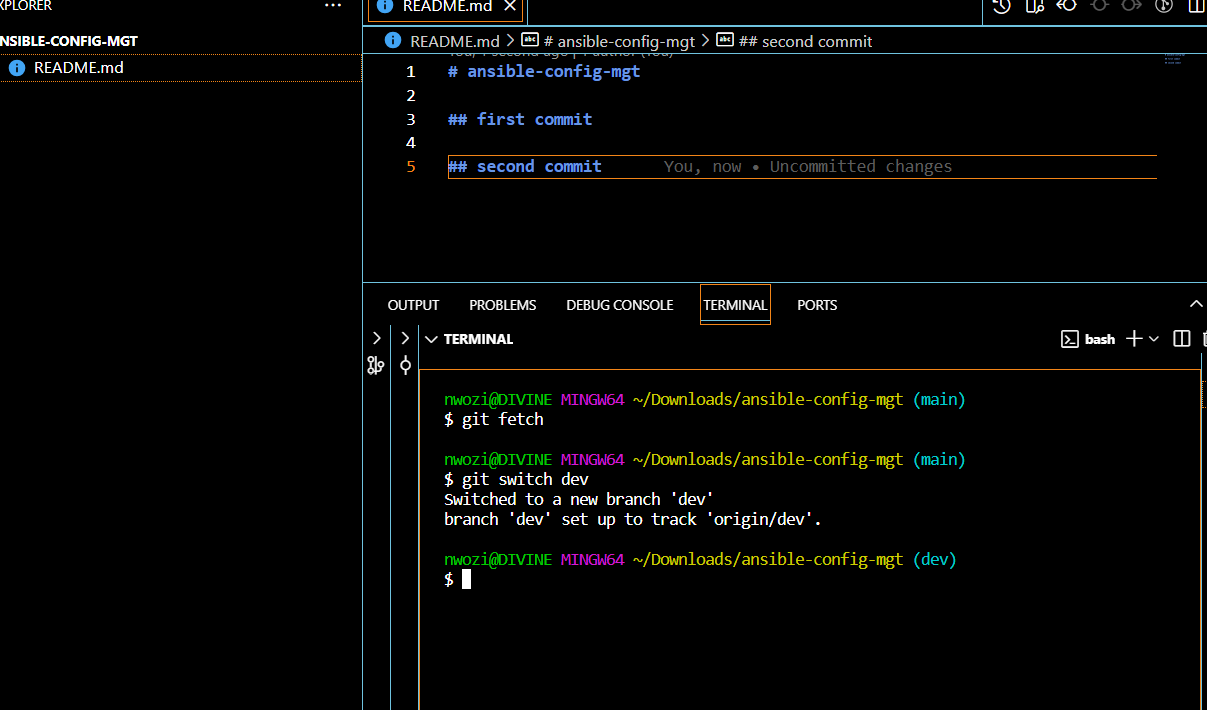 XPLORER ...
README.md
NSIBLE-CONFIG-MGT
README.md
README.md > # ansible-config-mgt > ## second commit
1 # ansible-config-mgt
2
3 ## first commit
4
5 ## second commit You, now • Uncommitted changes
OUTPUT PROBLEMS DEBUG CONSOLE TERMINAL PORTS
TERMINAL
bash
nwozi@DIVINE MINGW64 ~/Downloads/ansible-config-mgt (main)
$ git fetch
nwozi@DIVINE MINGW64 ~/Downloads/ansible-config-mgt (main)
$ git switch dev
Switched to a new branch 'dev'
branch 'dev' set up to track 'origin/dev'.
nwozi@DIVINE MINGW64 ~/Downloads/ansible-config-mgt (dev)
$